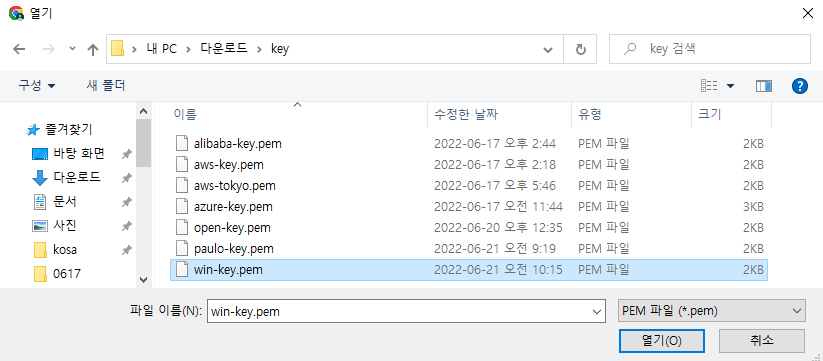 열기
내 PC > 다운로드 > key
key 검색
구성
새 폴더
이름 수정한 날짜 유형 크기
즐겨찾기
바탕 화면
다운로드
문서
사진
kosa
0617
alibaba-key.pem 2022-06-17 오후 2:44 PEM 파일 2KB
aws-key.pem 2022-06-17 오후 2:18 PEM 파일 2KB
aws-tokyo.pem 2022-06-17 오후 5:46 PEM 파일 2KB
azure-key.pem 2022-06-17 오전 11:44 PEM 파일 3KB
open-key.pem 2022-06-20 오후 12:35 PEM 파일 2KB
paulo-key.pem 2022-06-21 오전 9:19 PEM 파일 2KB
win-key.pem 2022-06-21 오전 10:15 PEM 파일 2KB
파일 이름(N): win-key.pem
PEM 파일 (*.pem)
열기(O)
취소